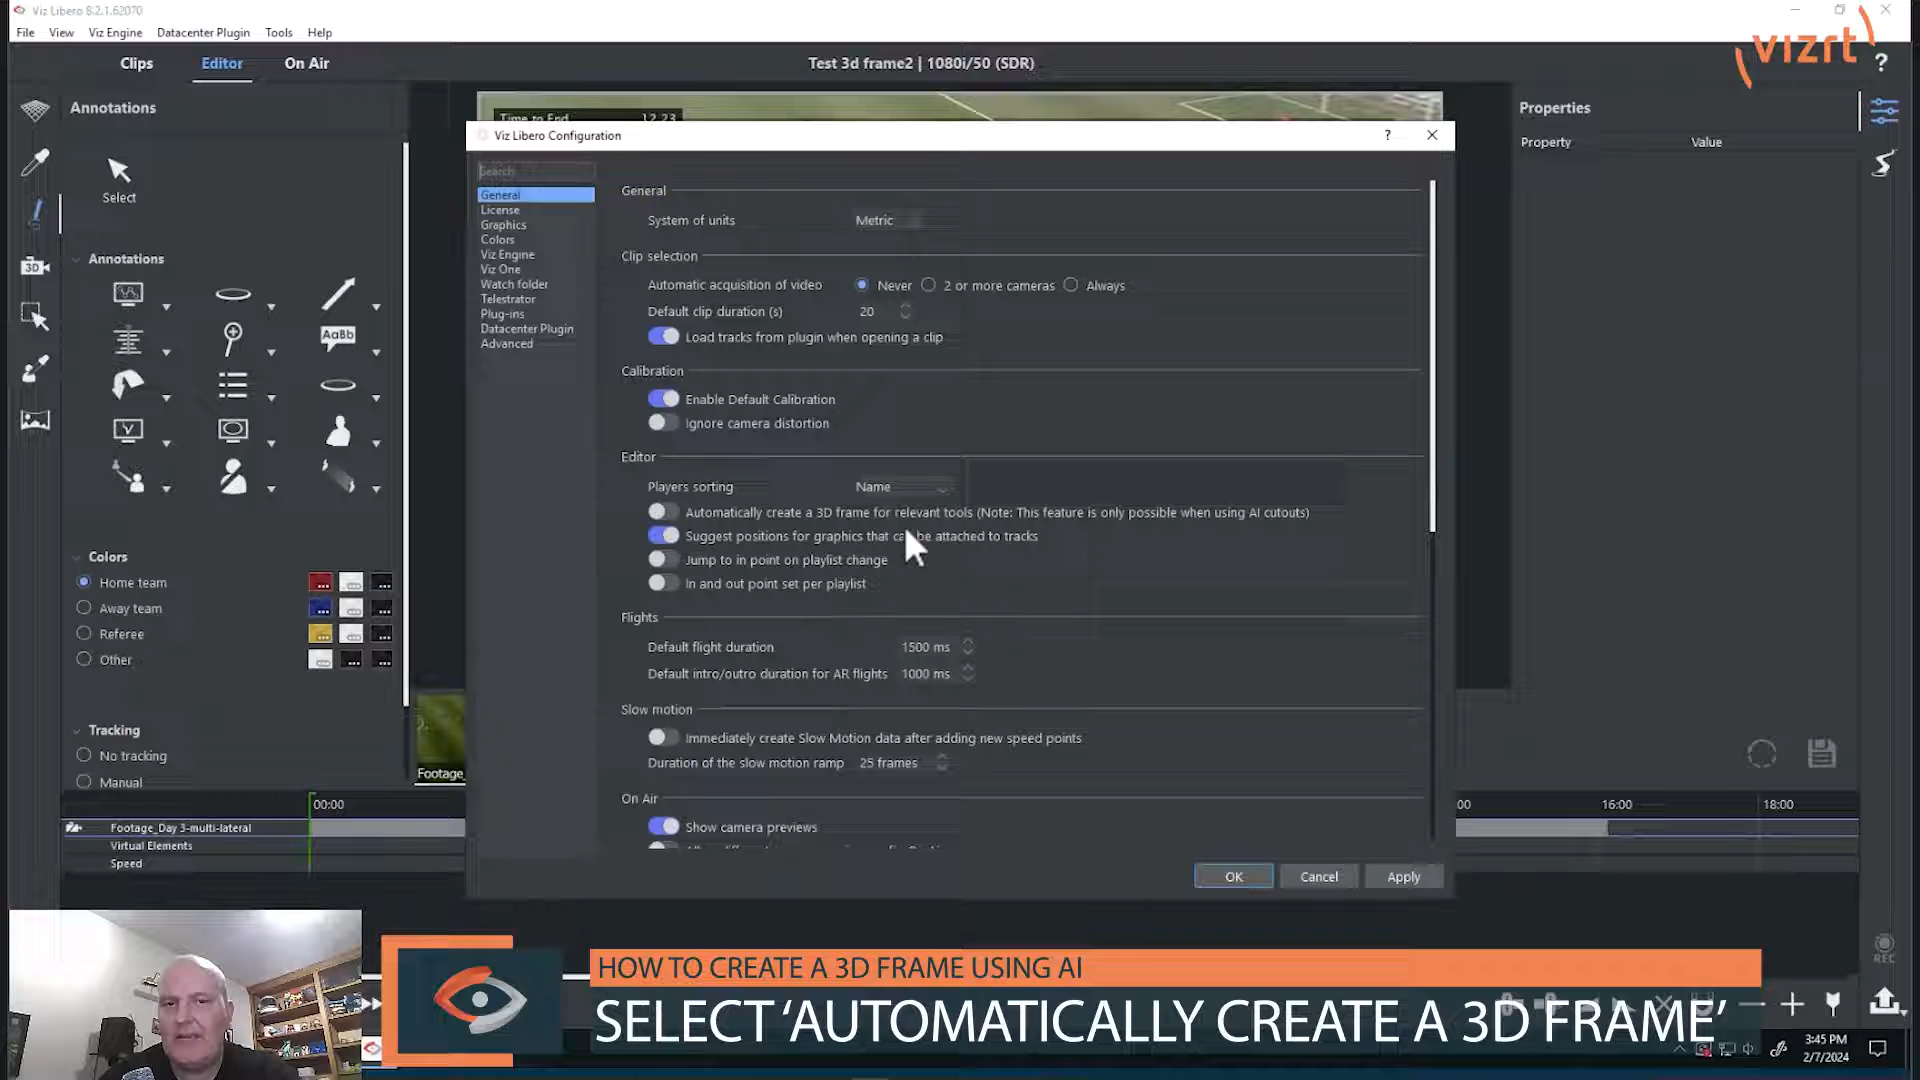 Viz Libero 8.2.1.62070
File View Viz Engine Datacenter Plugin Tools Help
Clips Editor On Air
Test 3d frame2 | 1080i/50 (SDR)
vizrt
?
Annotations
Select
Annotations
AaBb
3D
Colors
Home team
Away team
Referee
Other
Tracking
No tracking
Manual
Time to End 12.23
Viz Libero Configuration
?
Search
General
License
Graphics
Colors
Viz Engine
Viz One
Watch folder
Telestrator
Plug-ins
Datacenter Plugin
Advanced
General
System of units Metric
Clip selection
Automatic acquisition of video Never 2 or more cameras Always
Default clip duration (s) 20
Load tracks from plugin when opening a clip
Calibration
Enable Default Calibration
Ignore camera distortion
Editor
Players sorting Name
Automatically create a 3D frame for relevant tools (Note: This feature is only possible when using AI cutouts)
Suggest positions for graphics that can be attached to tracks
Jump to in point on playlist change
In and out point set per playlist
Flights
Default flight duration 1500 ms
Default intro/outro duration for AR flights 1000 ms
Slow motion
Immediately create Slow Motion data after adding new speed points
Duration of the slow motion ramp 25 frames
On Air
Show camera previews
OK Cancel Apply
Properties
Property Value
Footage_
00:00
:00 16:00 18:00
Footage_Day 3-multi-lateral
Virtual Elements
Speed
REC
HOW TO CREATE A 3D FRAME USING AI
SELECT ‘AUTOMATICALLY CREATE A 3D FRAME’
3:45 PM
2/7/2024